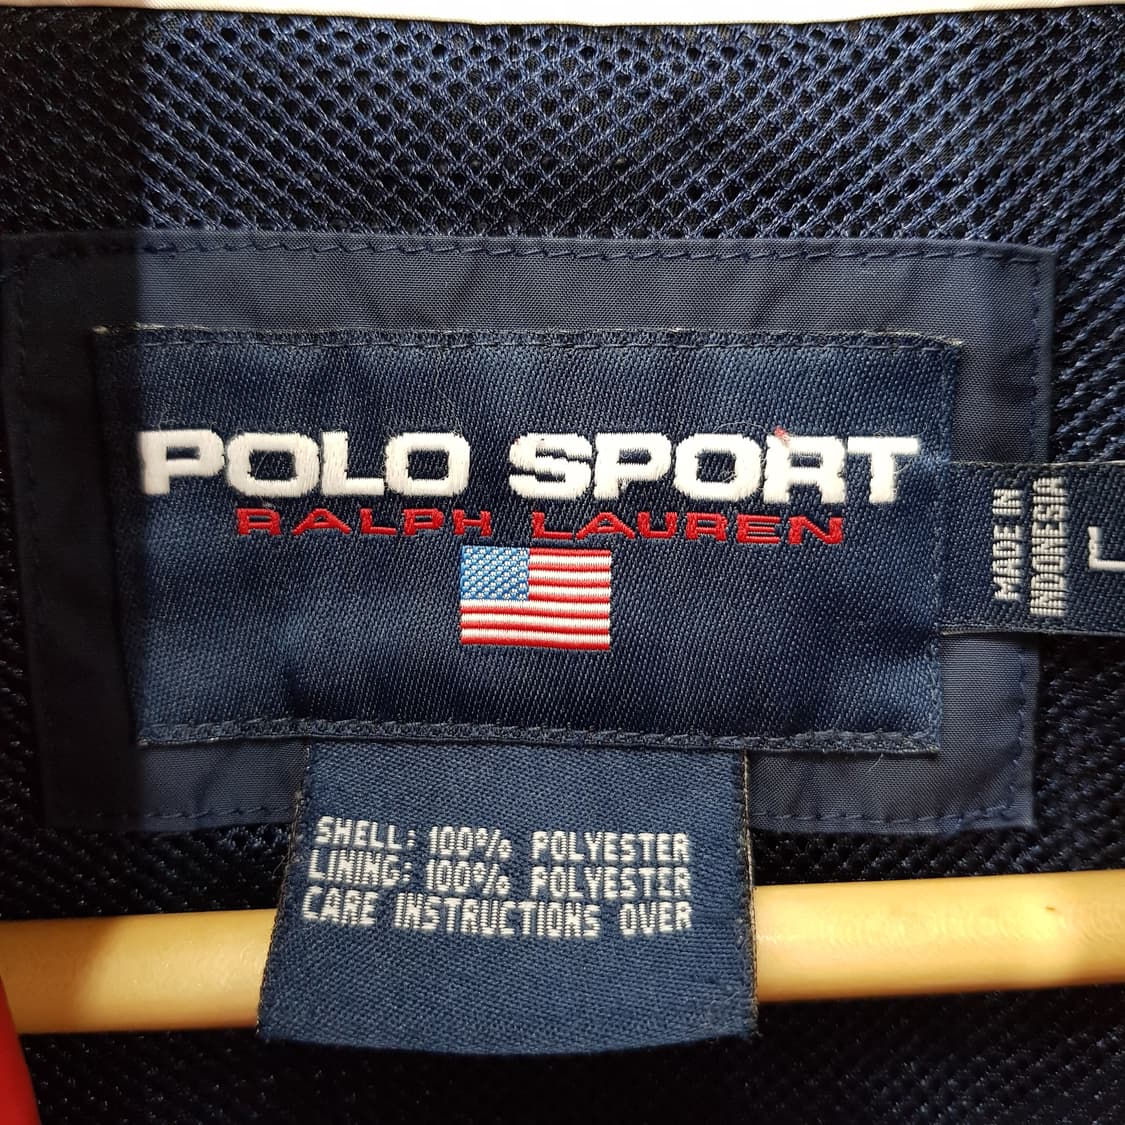 POLO SPORT
RALPH LAUREN
MADE IN
INDONESIA
L
SHELL: 100% POLYESTER
LINING: 100% POLYESTER
CARE INSTRUCTIONS OVER